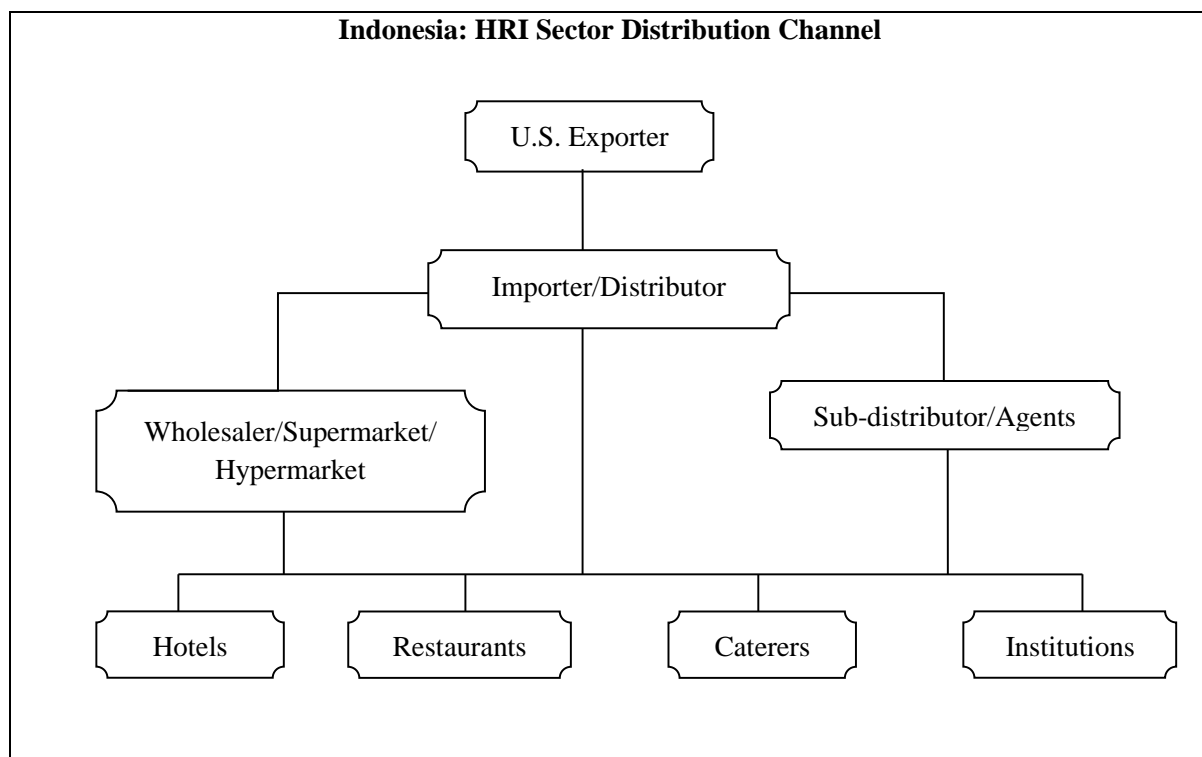 Indonesia: HRI Sector Distribution Channel
U.S. Exporter
Importer/Distributor
Wholesaler/Supermarket/
Hypermarket
Sub-distributor/Agents
Hotels
Restaurants
Caterers
Institutions